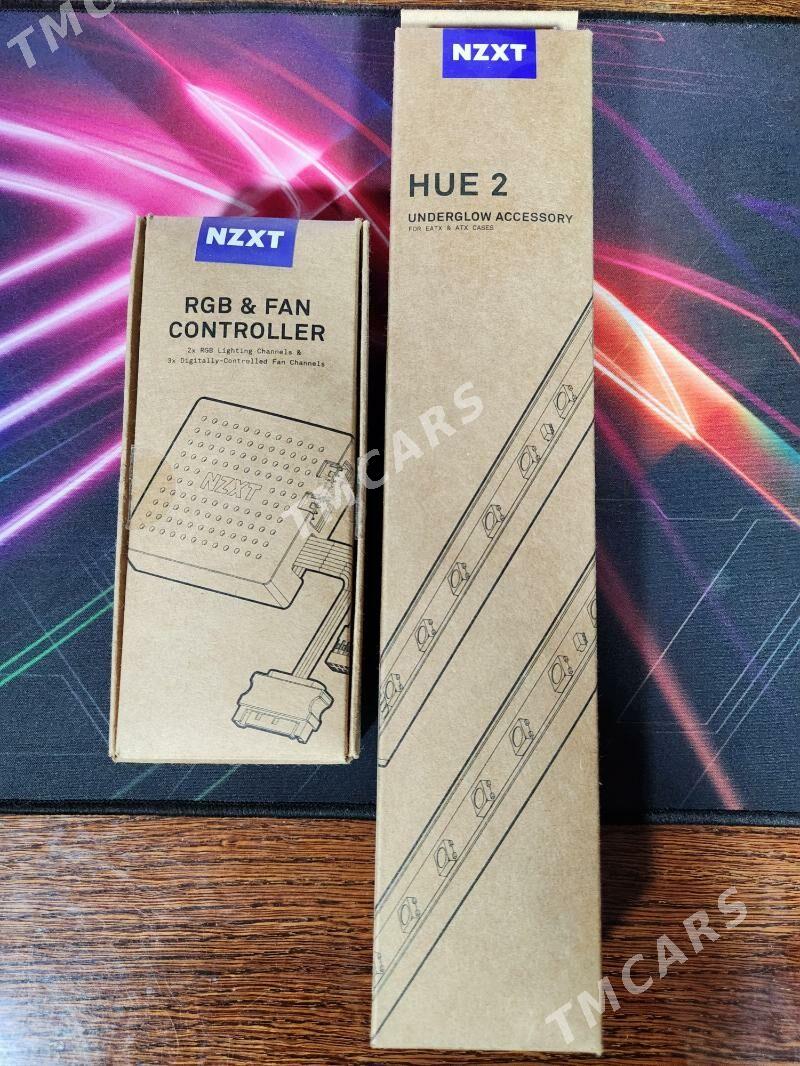 NZXT
RGB & FAN
CONTROLLER
2x RGB Lighting Channels &
3x Digitally-Controlled Fan Channels
NZXT
NZXT
HUE 2
UNDERGLOW ACCESSORY
FOR EATX & ATX CASES
TMCARS
TMCARS
TMCARS